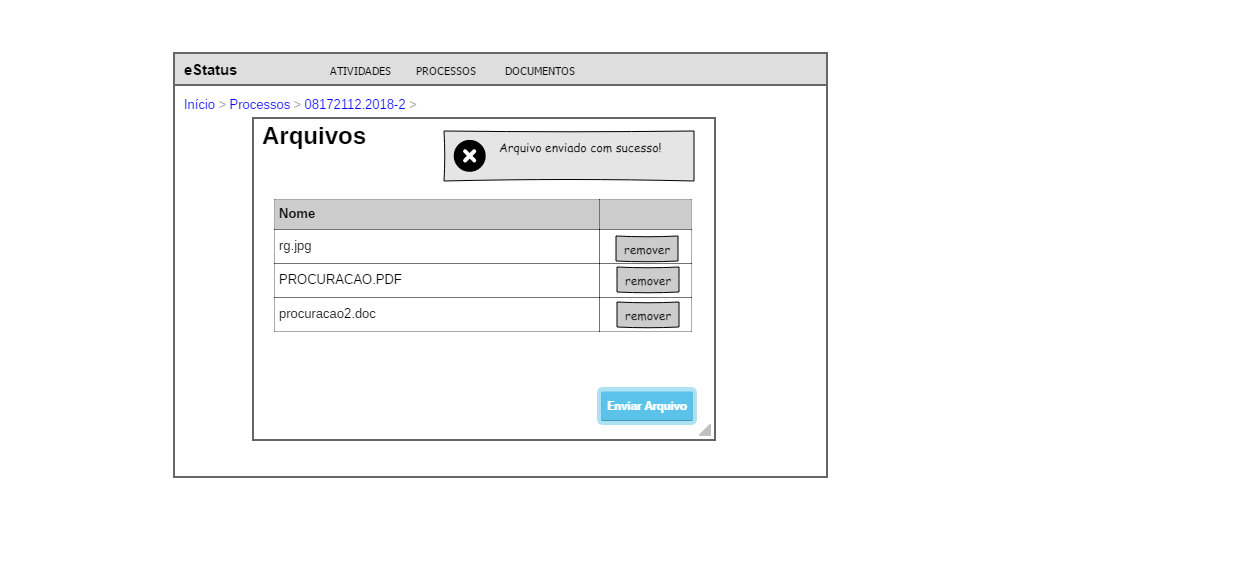 eStatus ATIVIDADES PROCESSOS DOCUMENTOS
Início > Processos > 08172112.2018-2 >
Arquivos
Arquivo enviado com sucesso!
Nome
rg.jpg remover
PROCURACAO.PDF remover
procuracao2.doc remover
Enviar Arquivo